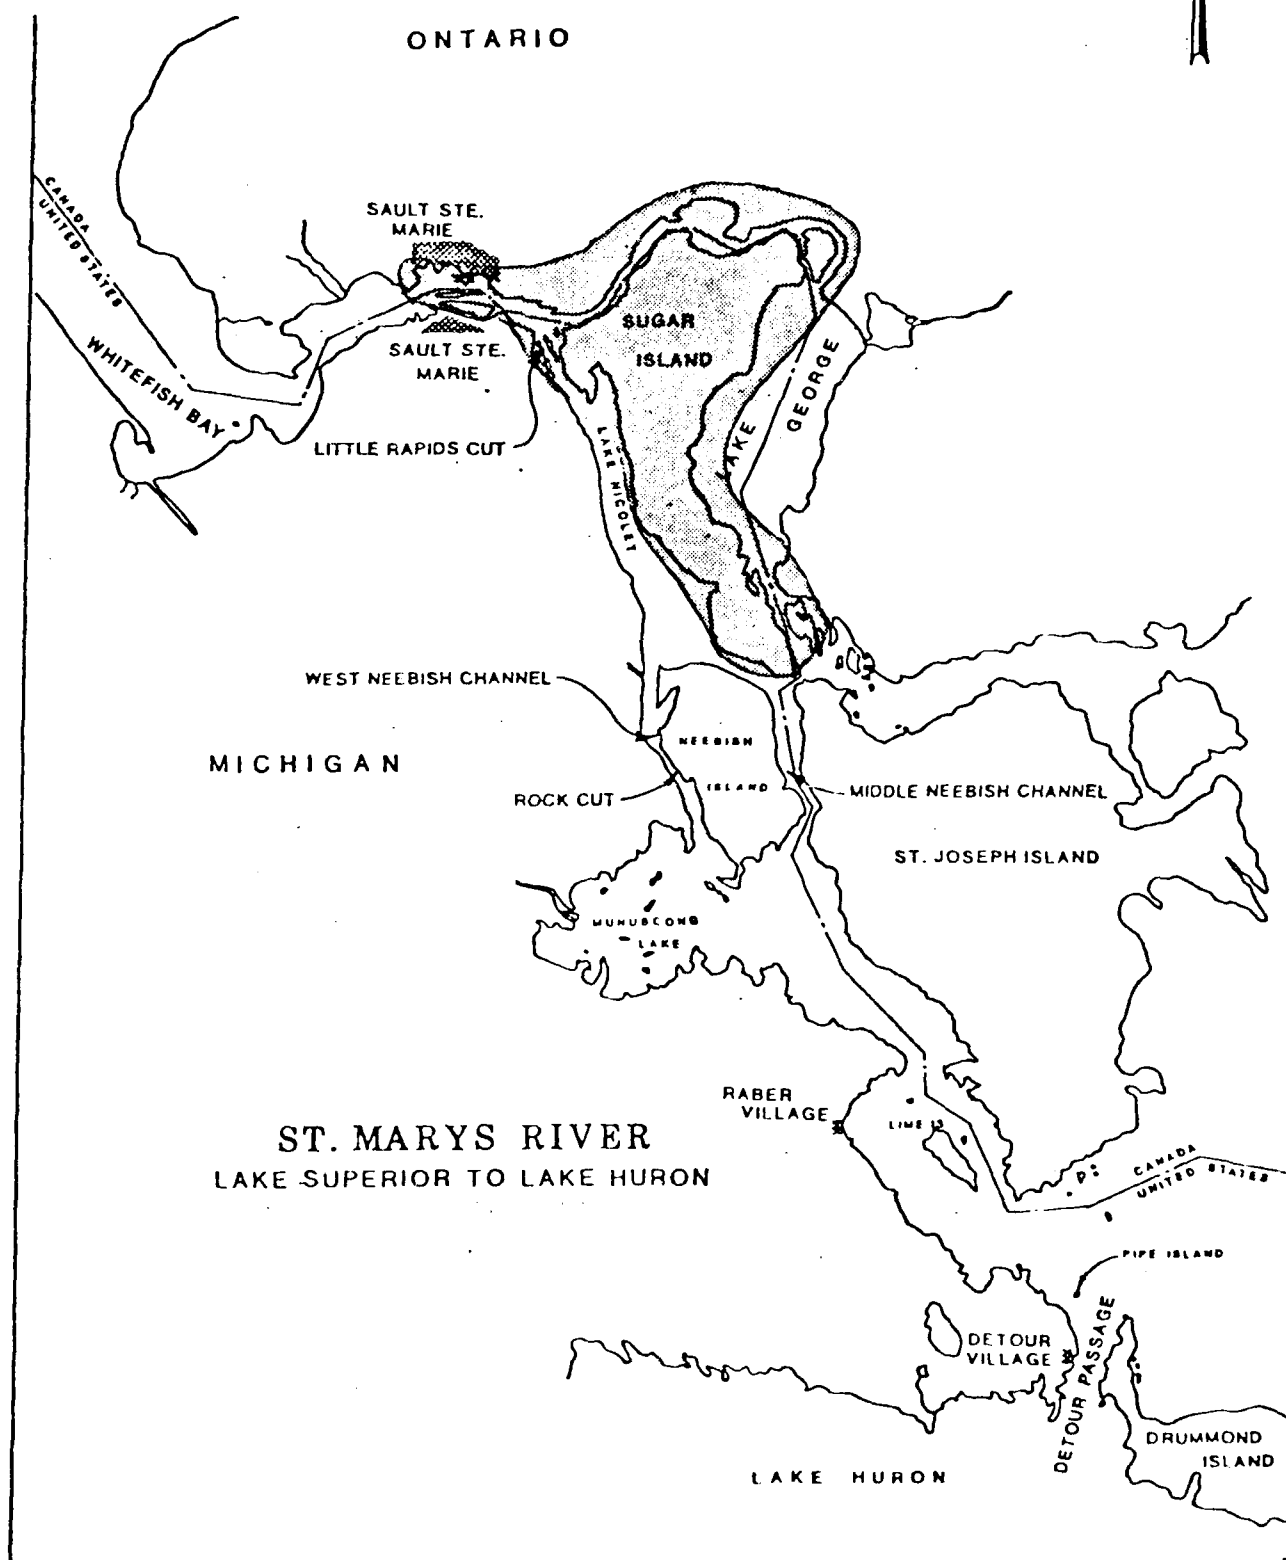 ONTARIO
CANADA
UNITED STATES
SAULT STE.
MARIE
SUGAR
ISLAND
SAULT STE.
MARIE
WHITEFISH BAY
LAKE GEORGE
LITTLE RAPIDS CUT
LAKE NICOLET
WEST NEEBISH CHANNEL
NEEBISH
ISLAND
MICHIGAN
ROCK CUT
MIDDLE NEEBISH CHANNEL
ST. JOSEPH ISLAND
MUNUSCONG
LAKE
RABER
VILLAGE
LIME IS
ST. MARYS RIVER
LAKE SUPERIOR TO LAKE HURON
CANADA
UNITED STATES
PIPE ISLAND
DETOUR
VILLAGE
DETOUR PASSAGE
DRUMMOND
ISLAND
LAKE HURON